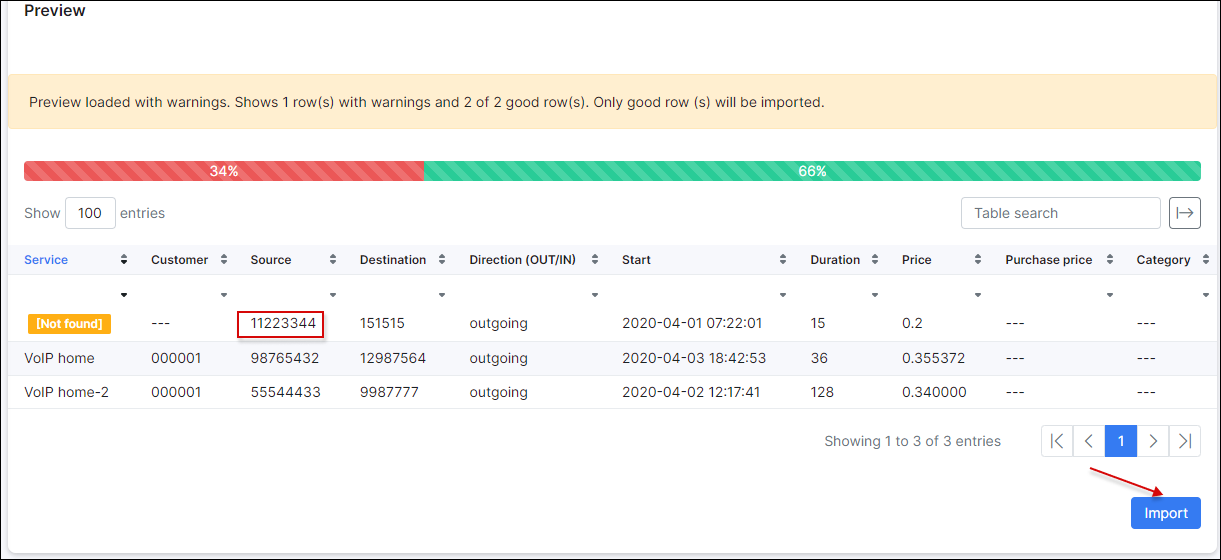 Preview
Preview loaded with warnings. Shows 1 row(s) with warnings and 2 of 2 good row(s). Only good row (s) will be imported.
34% 66%
Show 100 entries Table search
Service Customer Source Destination Direction (OUT/IN) Start Duration Price Purchase price Category
[Not found] --- 11223344 151515 outgoing 2020-04-01 07:22:01 15 0.2 --- ---
VoIP home 000001 98765432 12987564 outgoing 2020-04-03 18:42:53 36 0.355372 --- ---
VoIP home-2 000001 55544433 9987777 outgoing 2020-04-02 12:17:41 128 0.340000 --- ---
Showing 1 to 3 of 3 entries 1
Import